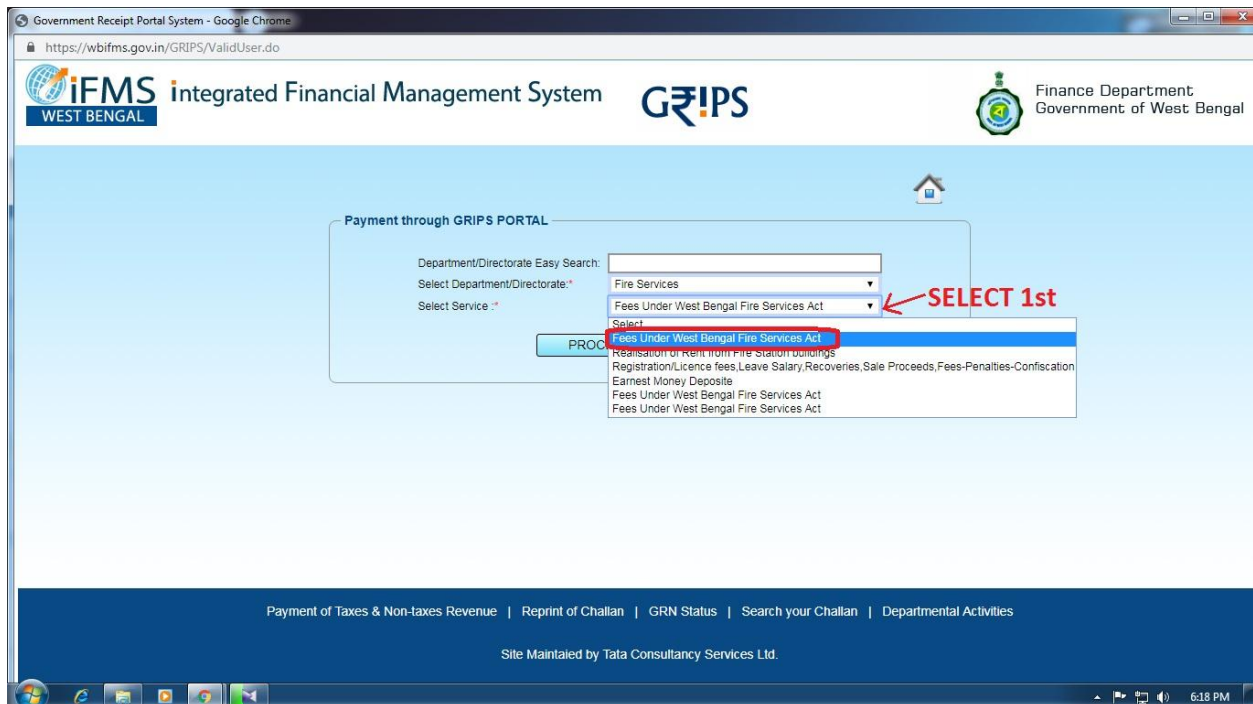 Government Receipt Portal System - Google Chrome
https://wbifms.gov.in/GRIPS/ValidUser.do
iFMS integrated Financial Management System
WEST BENGAL
GR₹!PS
Finance Department
Government of West Bengal
Payment through GRIPS PORTAL
Department/Directorate Easy Search:
Select Department/Directorate:* Fire Services
Select Service :* Fees Under West Bengal Fire Services Act
SELECT 1st
Select
Fees Under West Bengal Fire Services Act
PROC
Realisation of Rent from Fire Station buildings
Registration/Licence fees,Leave Salary,Recoveries,Sale Proceeds,Fees-Penalties-Confiscation
Earnest Money Deposite
Fees Under West Bengal Fire Services Act
Fees Under West Bengal Fire Services Act
Payment of Taxes & Non-taxes Revenue | Reprint of Challan | GRN Status | Search your Challan | Departmental Activities
Site Maintaied by Tata Consultancy Services Ltd.
6:18 PM